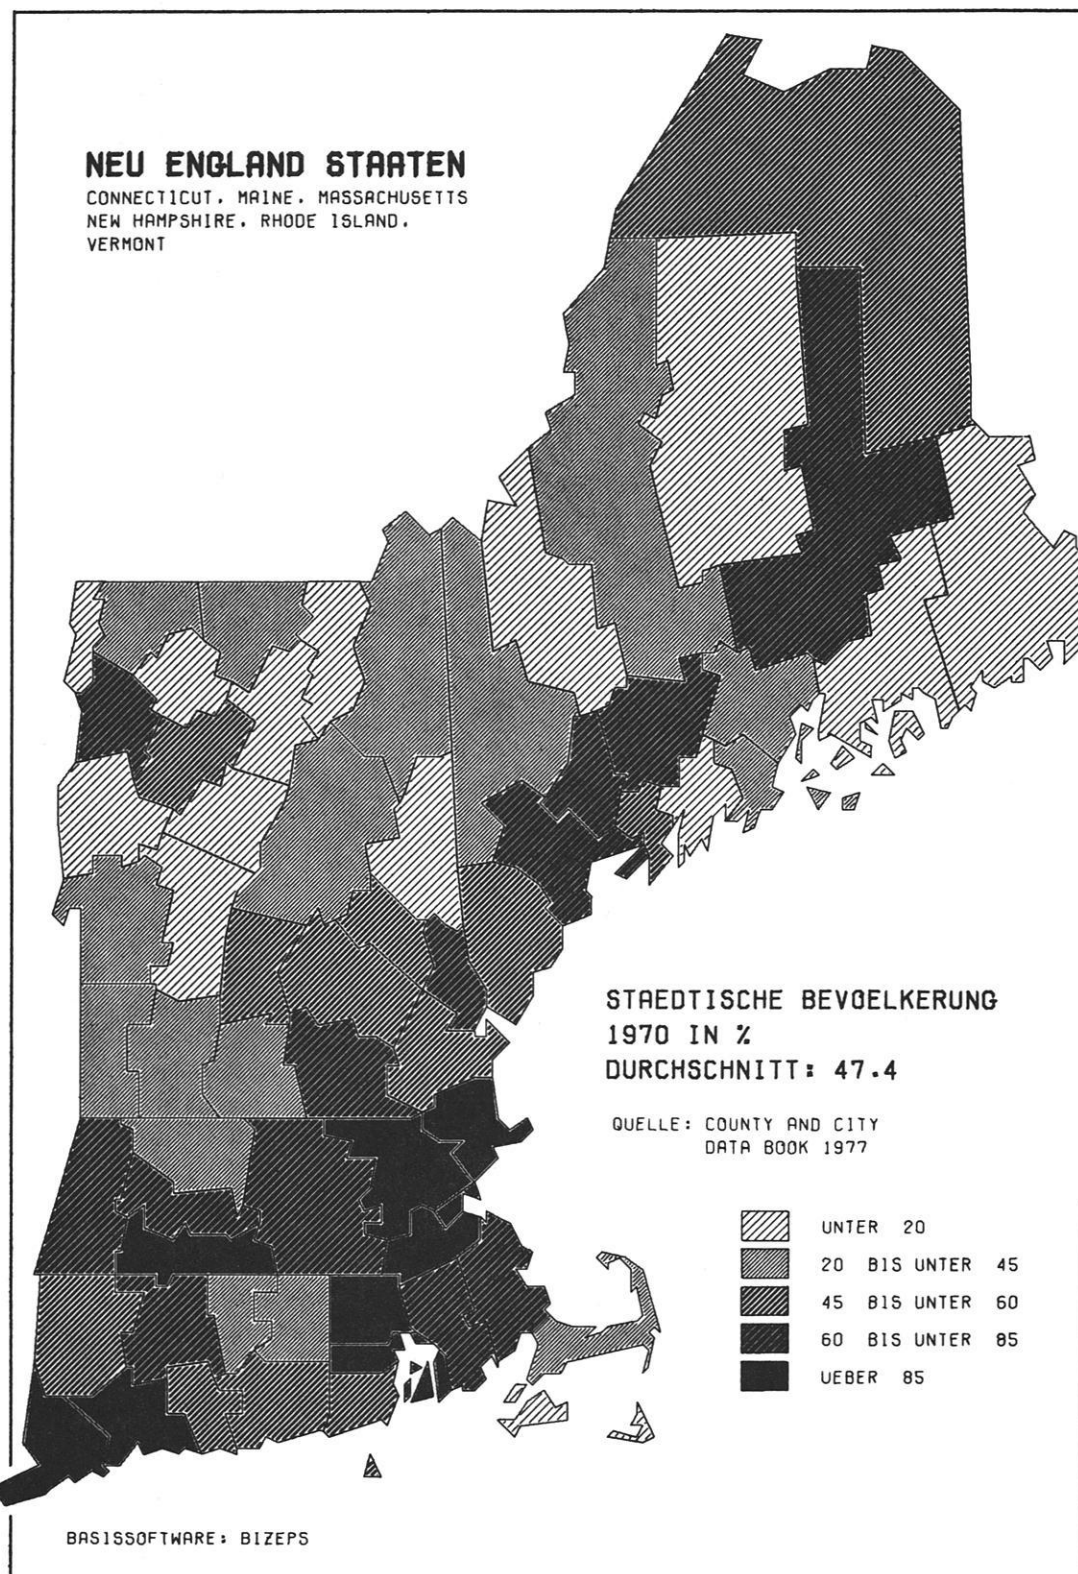 NEU ENGLAND STAATEN
CONNECTICUT, MAINE, MASSACHUSETTS
NEW HAMPSHIRE, RHODE ISLAND,
VERMONT
STAEDTISCHE BEVOELKERUNG
1970 IN %
DURCHSCHNITT: 47.4
QUELLE: COUNTY AND CITY
DATA BOOK 1977
UNTER 20
20 BIS UNTER 45
45 BIS UNTER 60
60 BIS UNTER 85
UEBER 85
BASISSOFTWARE: BIZEPS